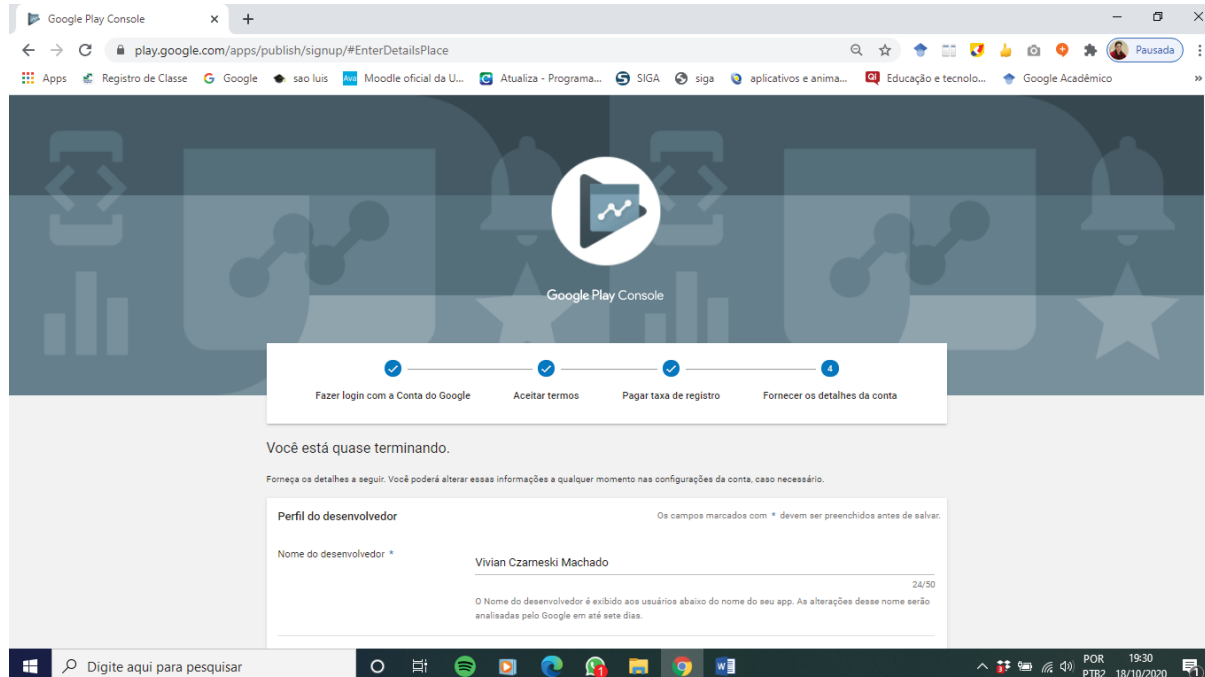 Google Play Console
play.google.com/apps/publish/signup/#EnterDetailsPlace
Pausada
Apps
Registro de Classe
G Google
sao luis
Ava Moodle oficial da U...
Atualiza - Programa...
SIGA
siga
aplicativos e anima...
QI Educação e tecnolo...
Google Acadêmico
»
Google Play Console
4
Fazer login com a Conta do Google
Aceitar termos
Pagar taxa de registro
Fornecer os detalhes da conta
Você está quase terminando.
Forneça os detalhes a seguir. Você poderá alterar essas informações a qualquer momento nas configurações da conta, caso necessário.
Perfil do desenvolvedor
Os campos marcados com * devem ser preenchidos antes de salvar.
Nome do desenvolvedor *
Vivian Czarneski Machado
24/50
O Nome do desenvolvedor é exibido aos usuários abaixo do nome do seu app. As alterações desse nome serão
analisadas pelo Google em até sete dias.
Digite aqui para pesquisar
POR
PTB2
19:30
18/10/2020